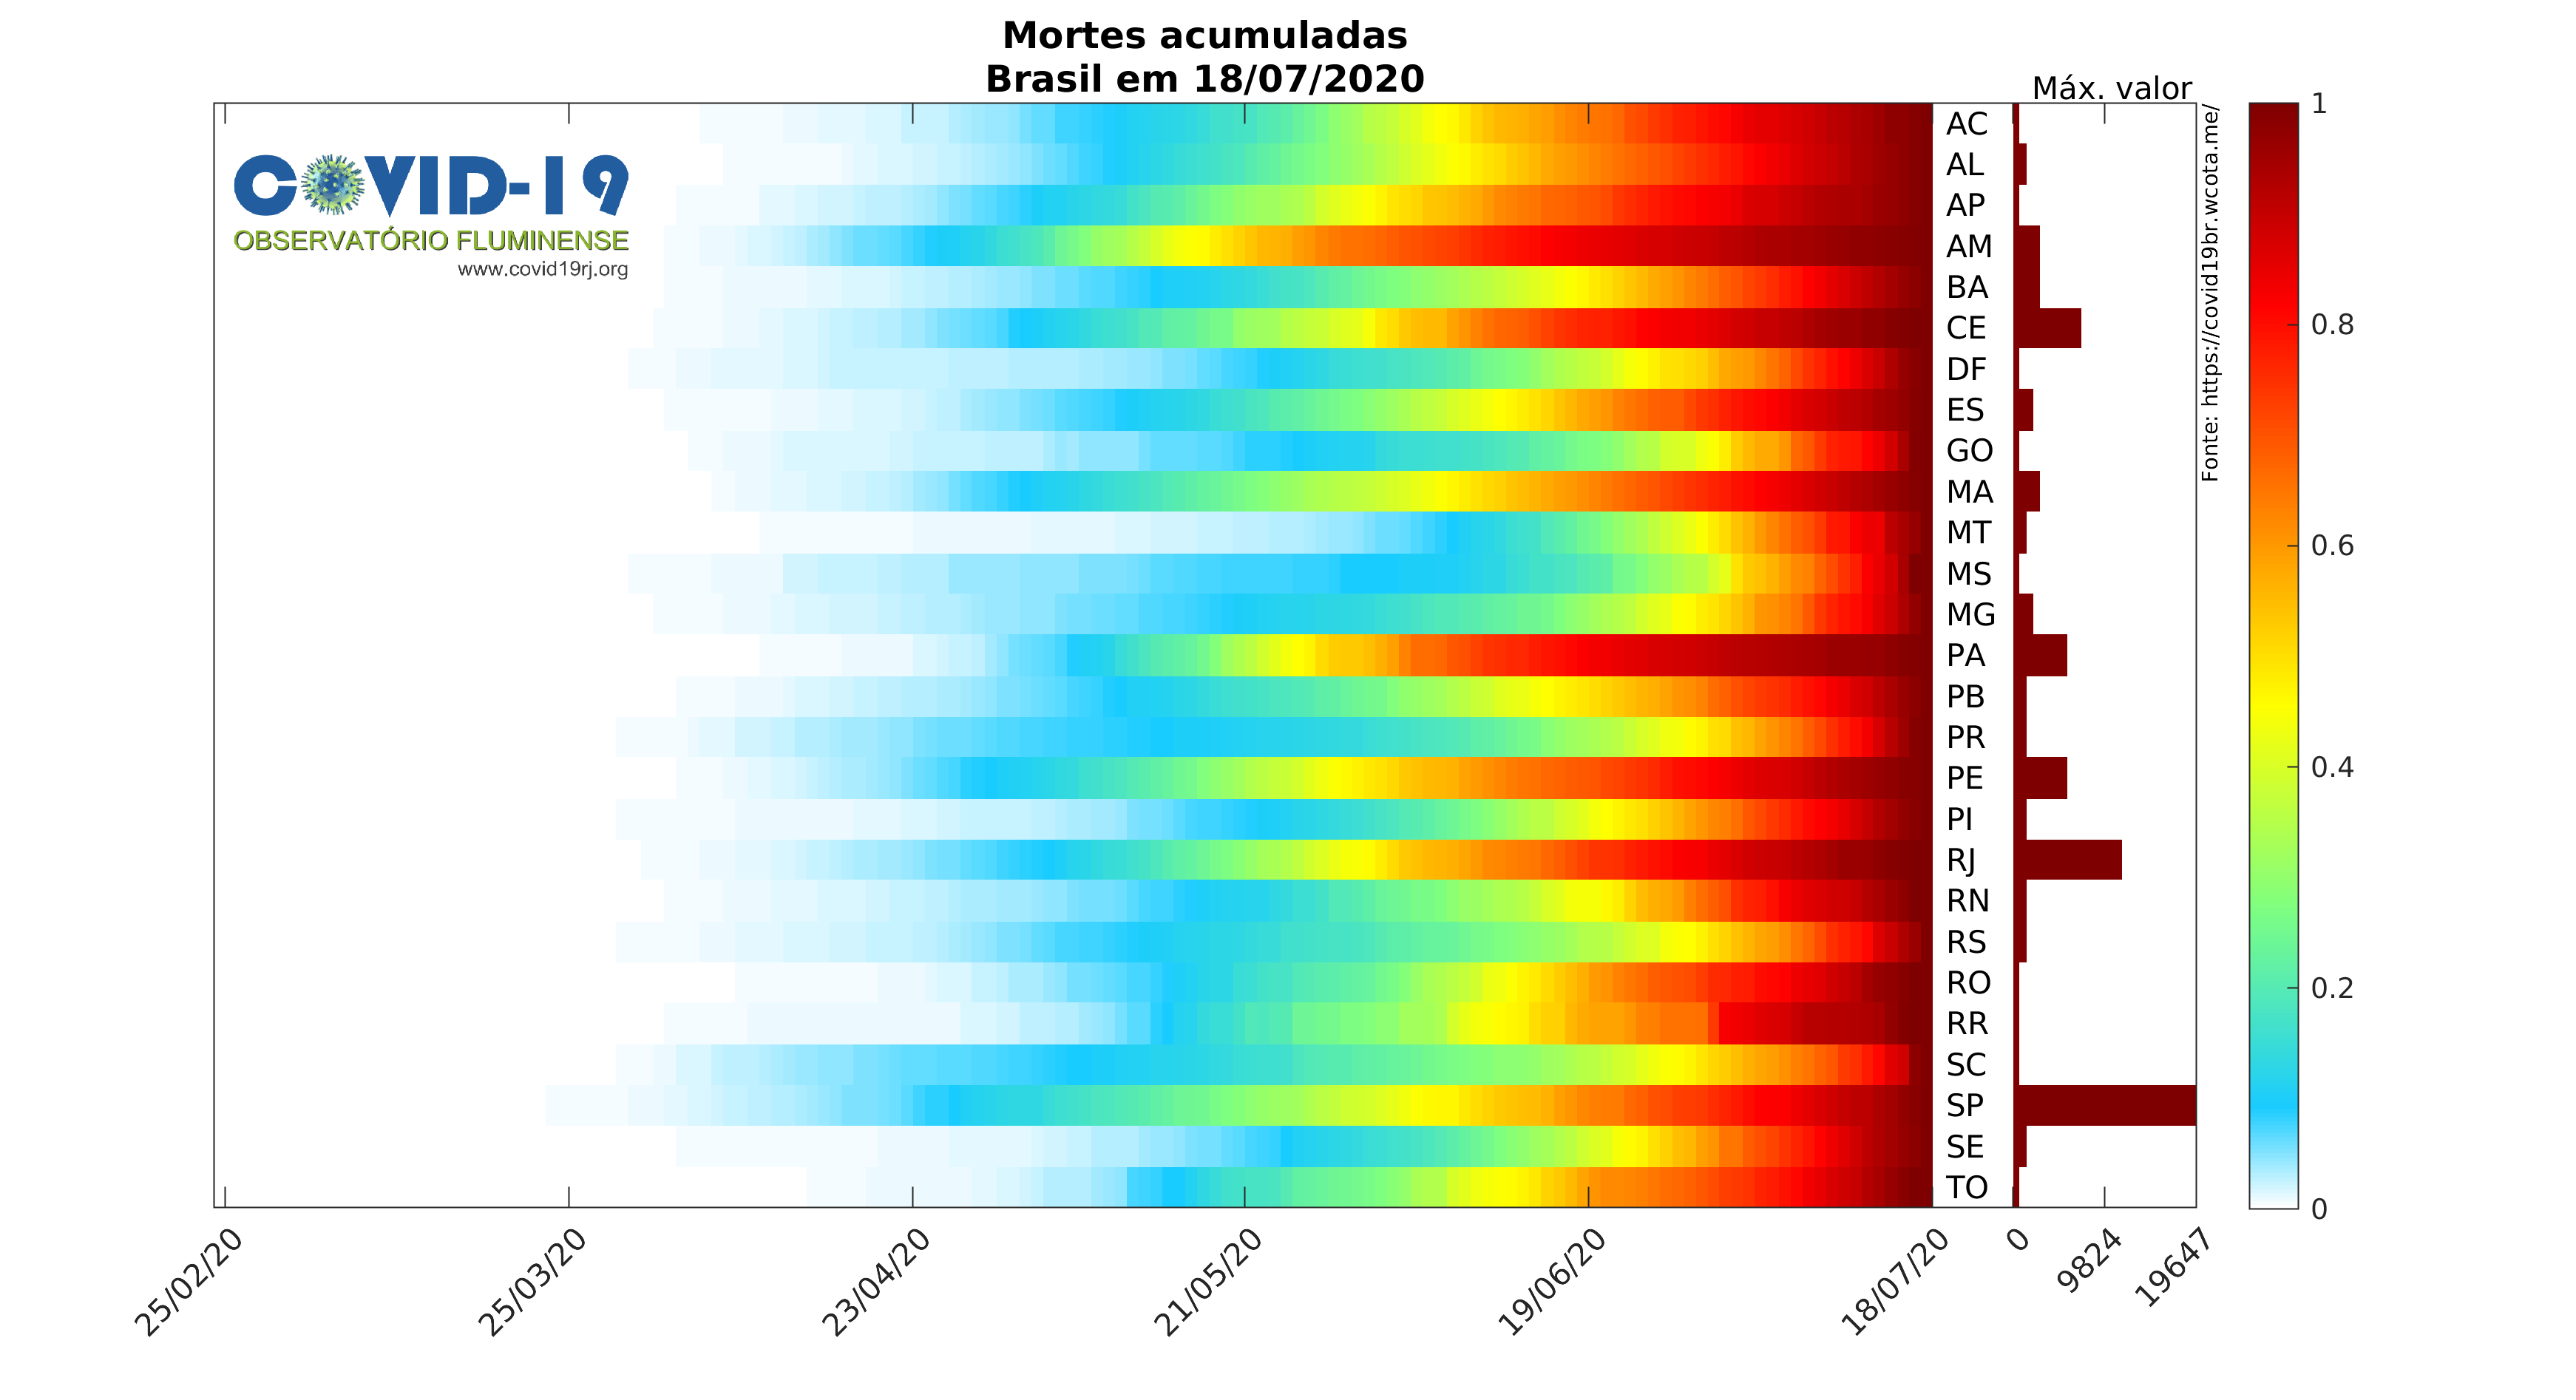 Mortes acumuladas
Brasil em 18/07/2020
Máx. valor
COVID-19
OBSERVATÓRIO FLUMINENSE
www.covid19rj.org
AC
AL
AP
AM
BA
CE
DF
ES
GO
MA
MT
MS
MG
PA
PB
PR
PE
PI
RJ
RN
RS
RO
RR
SC
SP
SE
TO
Fonte: https://covid19br.wcota.me/
1
0.8
0.6
0.4
0.2
0
25/02/20
25/03/20
23/04/20
21/05/20
19/06/20
18/07/20
0
9824
19647